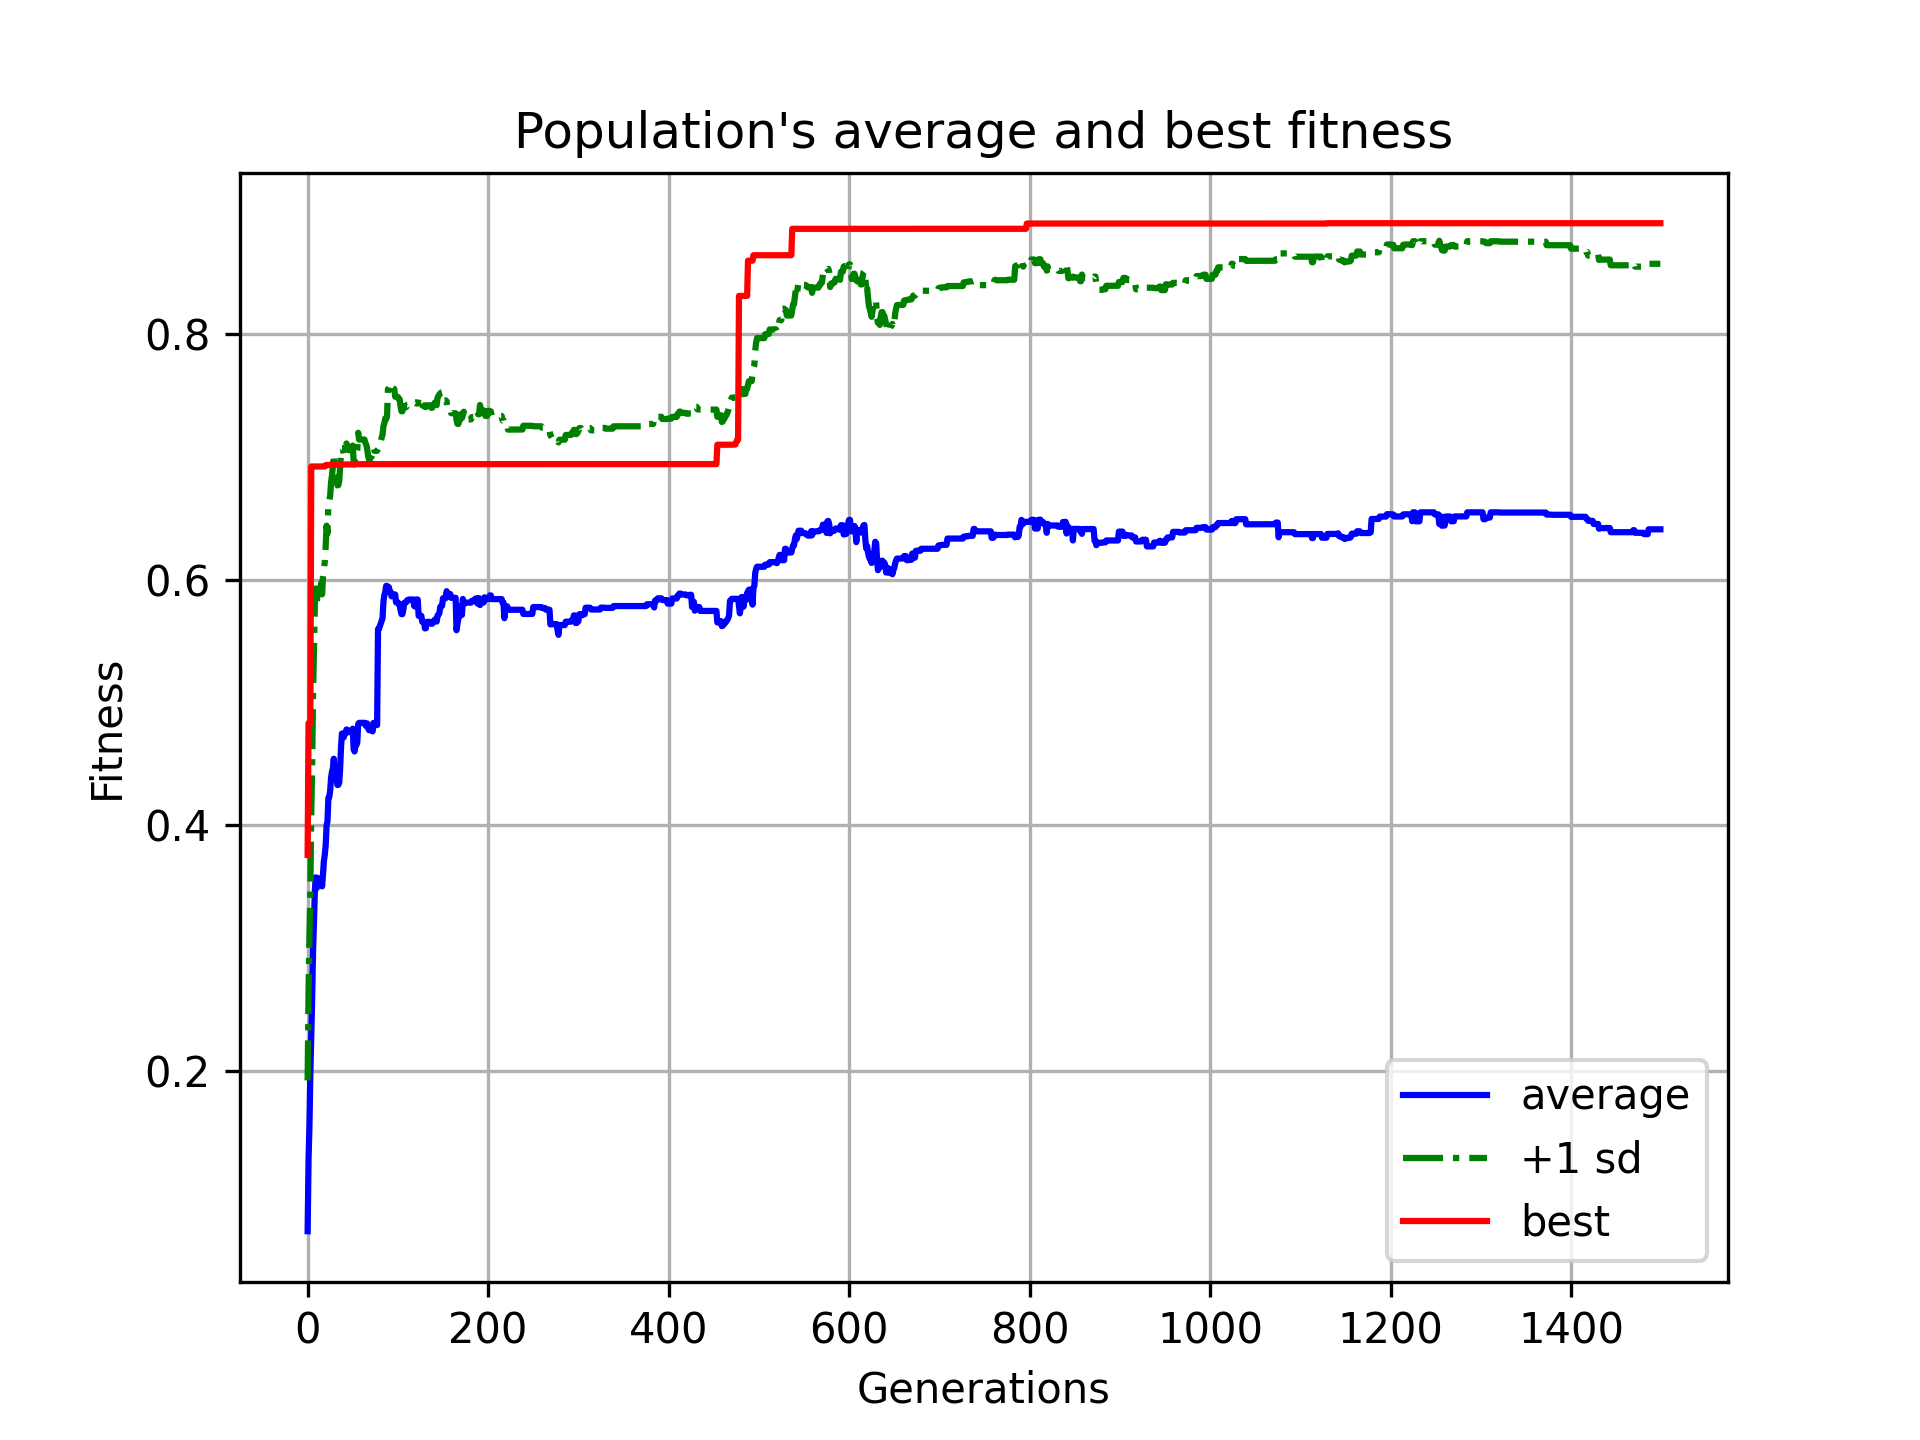 Population's average and best fitness
Fitness
0.8
0.6
0.4
0.2
0 200 400 600 800 1000 1200 1400
Generations
average
+1 sd
best